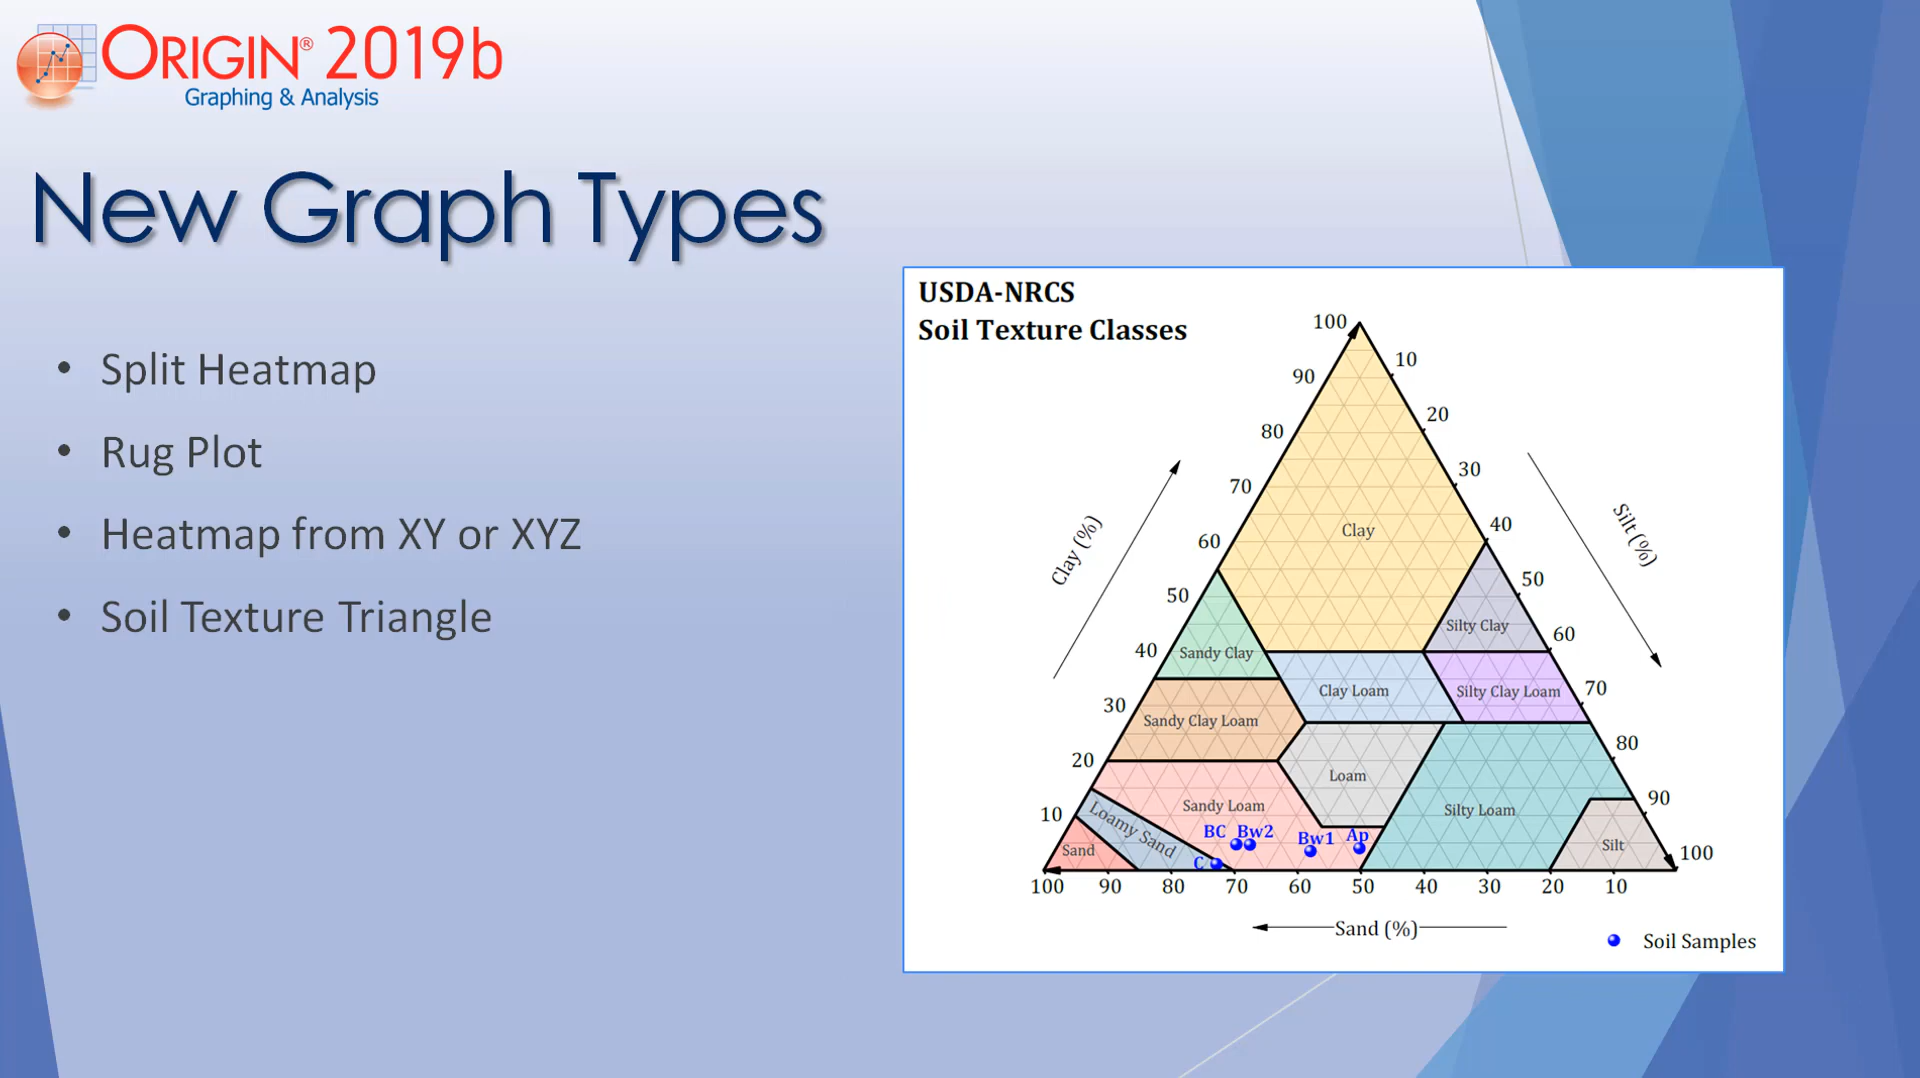 ORIGIN® 2019b
Graphing & Analysis
New Graph Types
• Split Heatmap
• Rug Plot
• Heatmap from XY or XYZ
• Soil Texture Triangle
USDA-NRCS
Soil Texture Classes
100
90
80
70
60
50
40
30
20
10
10
20
30
40
50
60
70
80
90
100
Clay (%)
Silt (%)
Clay
Silty Clay
Sandy Clay
Clay Loam
Silty Clay Loam
Sandy Clay Loam
Loam
Sandy Loam
Silty Loam
Loamy Sand
Sand
Silt
BC Bw2 Bw1 Ap
C
100 90 80 70 60 50 40 30 20 10
Sand (%)
Soil Samples